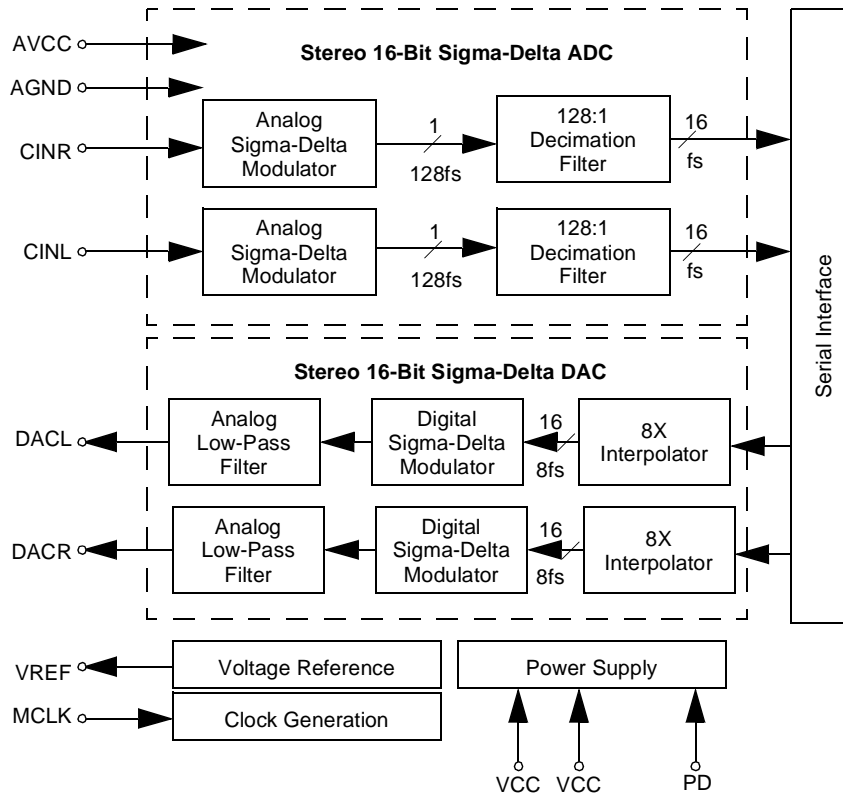 AVCC
Stereo 16-Bit Sigma-Delta ADC
AGND
CINR
Analog
Sigma-Delta
Modulator
1
128fs
128:1
Decimation
Filter
16
fs
CINL
Analog
Sigma-Delta
Modulator
1
128fs
128:1
Decimation
Filter
16
fs
Serial Interface
Stereo 16-Bit Sigma-Delta DAC
DACL
Analog
Low-Pass
Filter
Digital
Sigma-Delta
Modulator
16
8fs
8X
Interpolator
DACR
Analog
Low-Pass
Filter
Digital
Sigma-Delta
Modulator
16
8fs
8X
Interpolator
VREF
Voltage Reference
Power Supply
MCLK
Clock Generation
VCC
VCC
PD